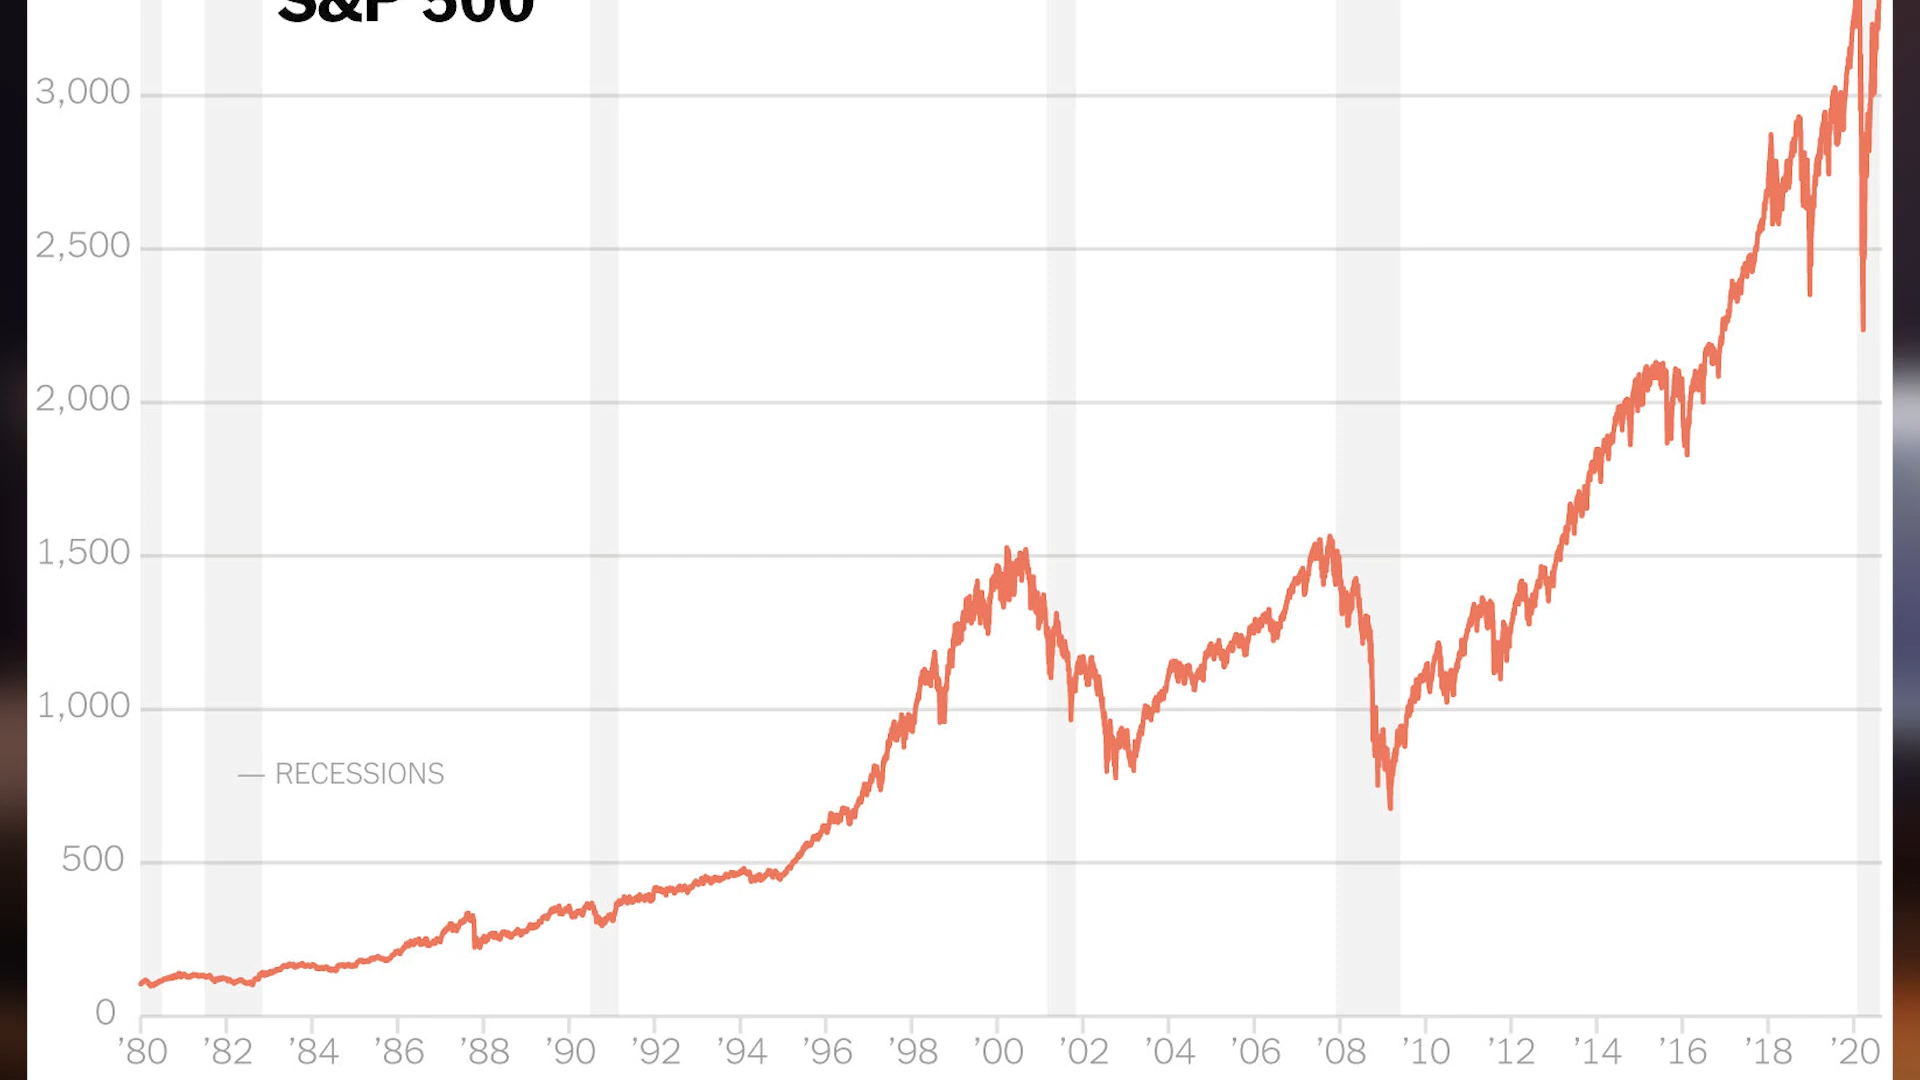 S&P 500
3,000
2,500
2,000
1,500
1,000
— RECESSIONS
500
0
’80 ’82 ’84 ’86 ’88 ’90 ’92 ’94 ’96 ’98 ’00 ’02 ’04 ’06 ’08 ’10 ’12 ’14 ’16 ’18 ’20